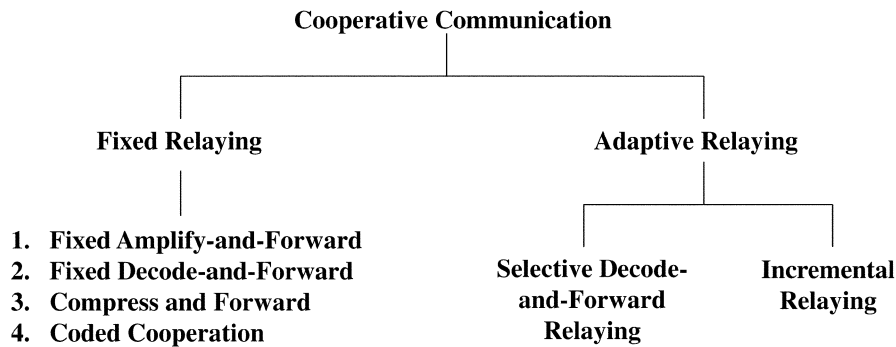 Cooperative Communication
Fixed Relaying
Adaptive Relaying
1. Fixed Amplify-and-Forward
2. Fixed Decode-and-Forward
3. Compress and Forward
4. Coded Cooperation
Selective Decode-
and-Forward
Relaying
Incremental
Relaying